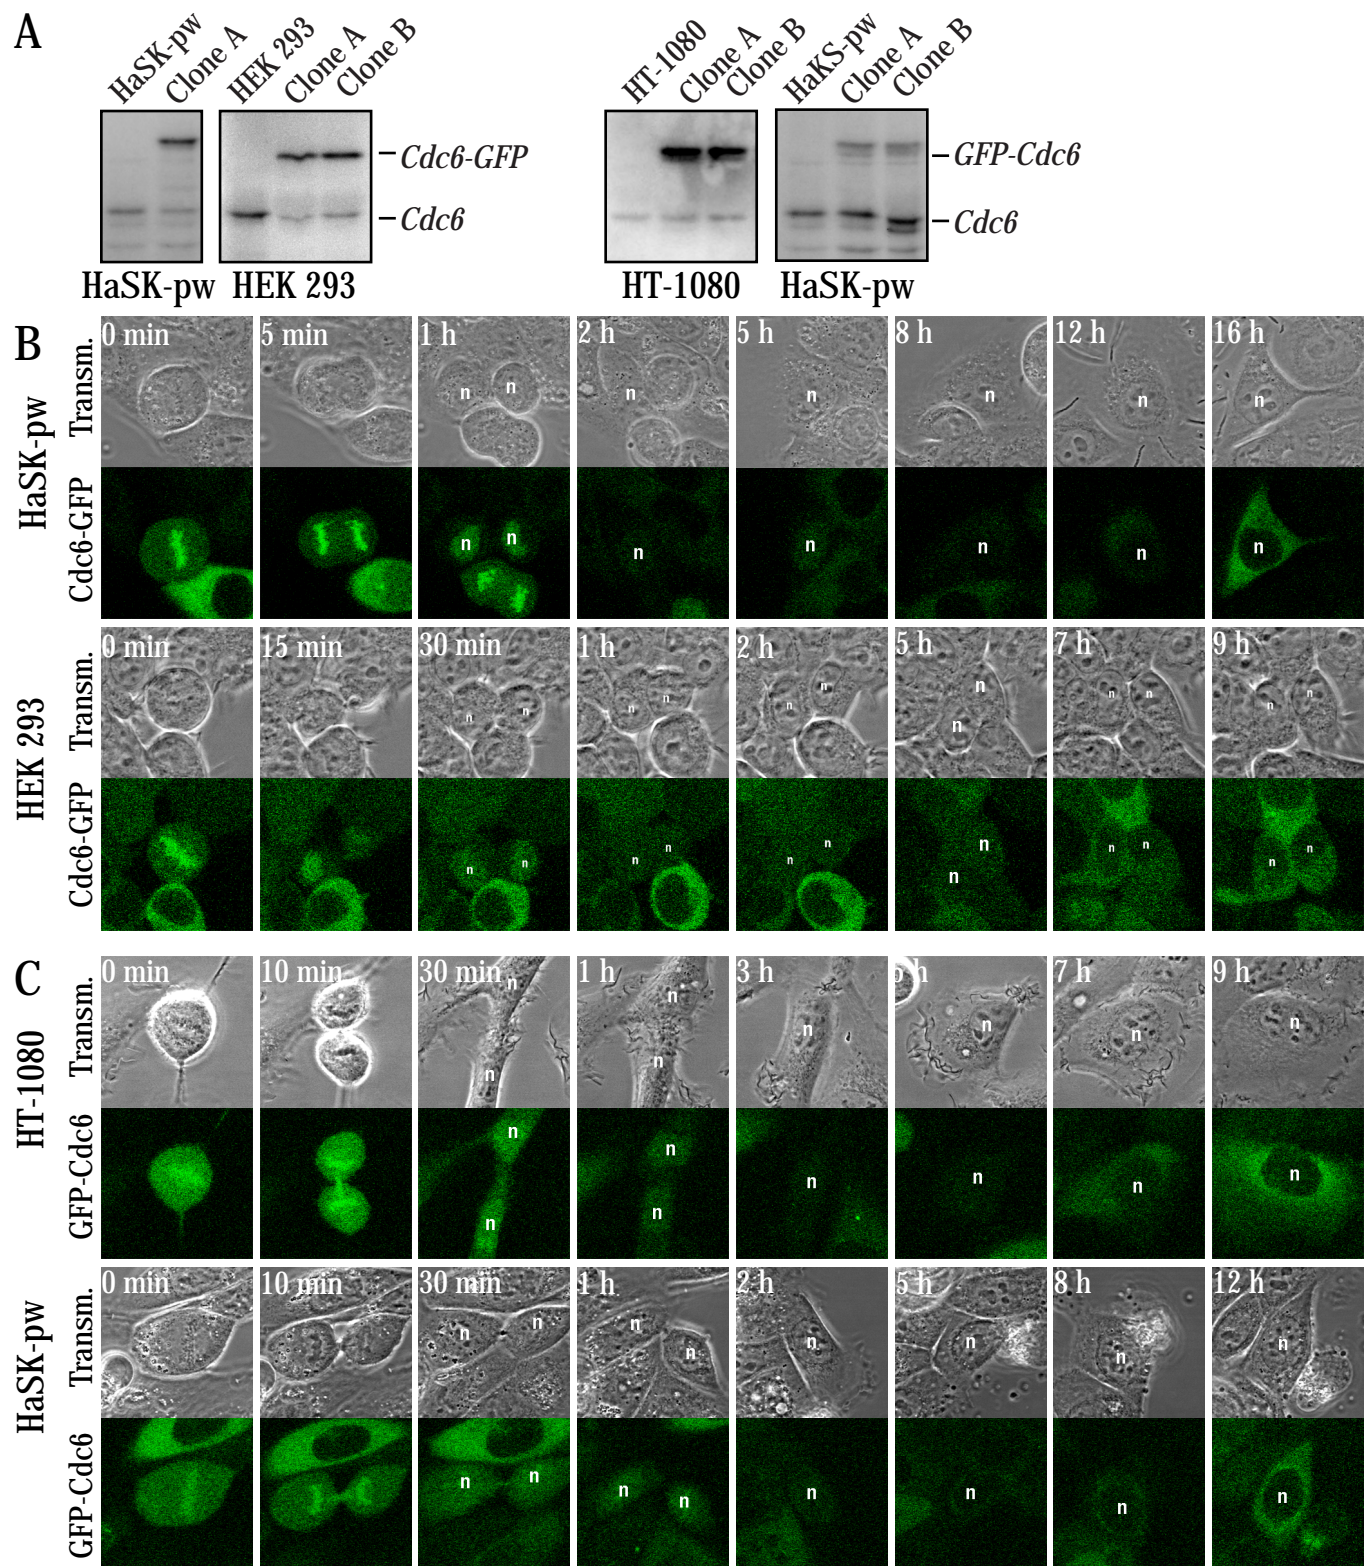 A
HaSK-pw Clone A HEK 293 Clone A Clone B HT-1080 Clone A Clone B HaKS-pw Clone A Clone B
Cdc6-GFP GFP-Cdc6
Cdc6 Cdc6
HaSK-pw HEK 293 HT-1080 HaSK-pw
B
HaSK-pw
Transm.
0 min 5 min 1 h 2 h 5 h 8 h 12 h 16 h
n n n n n n n
Cdc6-GFP
n n n n n n n
HEK 293
Transm.
0 min 15 min 30 min 1 h 2 h 5 h 7 h 9 h
n n n n n n n n n n n n
Cdc6-GFP
n n n n n n n n n n n n
C
HT-1080
Transm.
0 min 10 min 30 min 1 h 3 h 5 h 7 h 9 h
n n n n n n n n
GFP-Cdc6
n n n n n n n n
HaSK-pw
Transm.
0 min 10 min 30 min 1 h 2 h 5 h 8 h 12 h
n n n n n n n n
GFP-Cdc6
n n n n n n n n